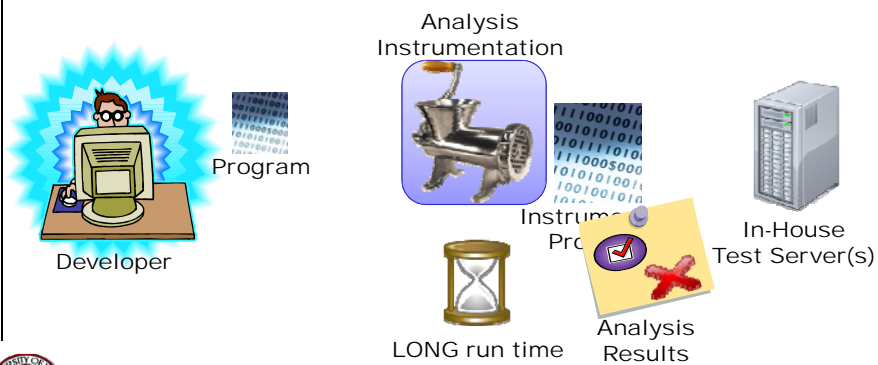 Analysis
Instrumentation
Program
Developer
In-House
Test Server(s)
LONG run time
Analysis
Results